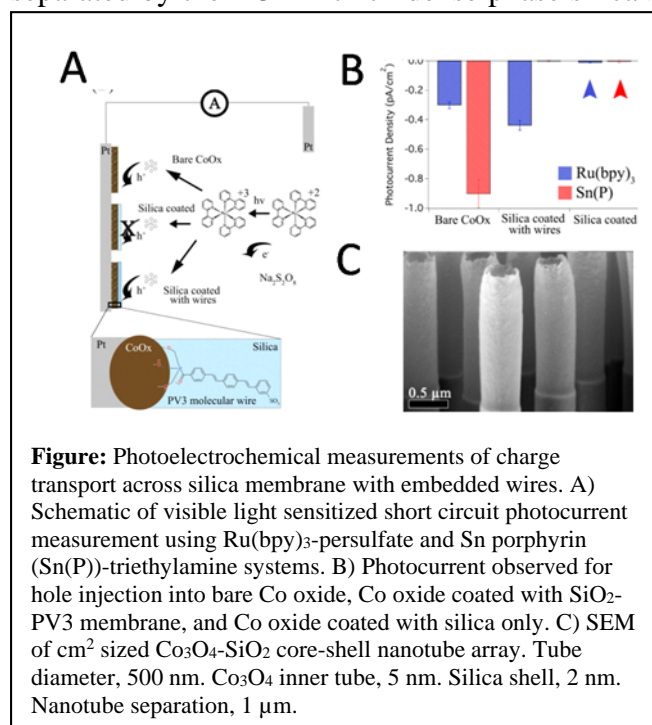 A
B
A
Pt
Pt
Bare CoOx
h⁺
Silica coated
+3
hν
+2
X
h⁺
e⁻
Na₂S₂O₈
h⁺
Silica coated
with wires
Pt
CoOx
Silica
PV3 molecular wire
SO₃
Photocurrent Density (pA/cm²)
-0.0
-0.2
-0.4
-0.6
-0.8
-1.0
Ru(bpy)₃
Sn(P)
Bare CoOx
Silica coated
with wires
Silica coated
C
0.5 µm
Figure: Photoelectrochemical measurements of charge
transport across silica membrane with embedded wires. A)
Schematic of visible light sensitized short circuit photocurrent
measurement using Ru(bpy)₃-persulfate and Sn porphyrin
(Sn(P))-triethylamine systems. B) Photocurrent observed for
hole injection into bare Co oxide, Co oxide coated with SiO₂-
PV3 membrane, and Co oxide coated with silica only. C) SEM
of cm² sized Co₃O₄-SiO₂ core-shell nanotube array. Tube
diameter, 500 nm. Co₃O₄ inner tube, 5 nm. Silica shell, 2 nm.
Nanotube separation, 1 µm.